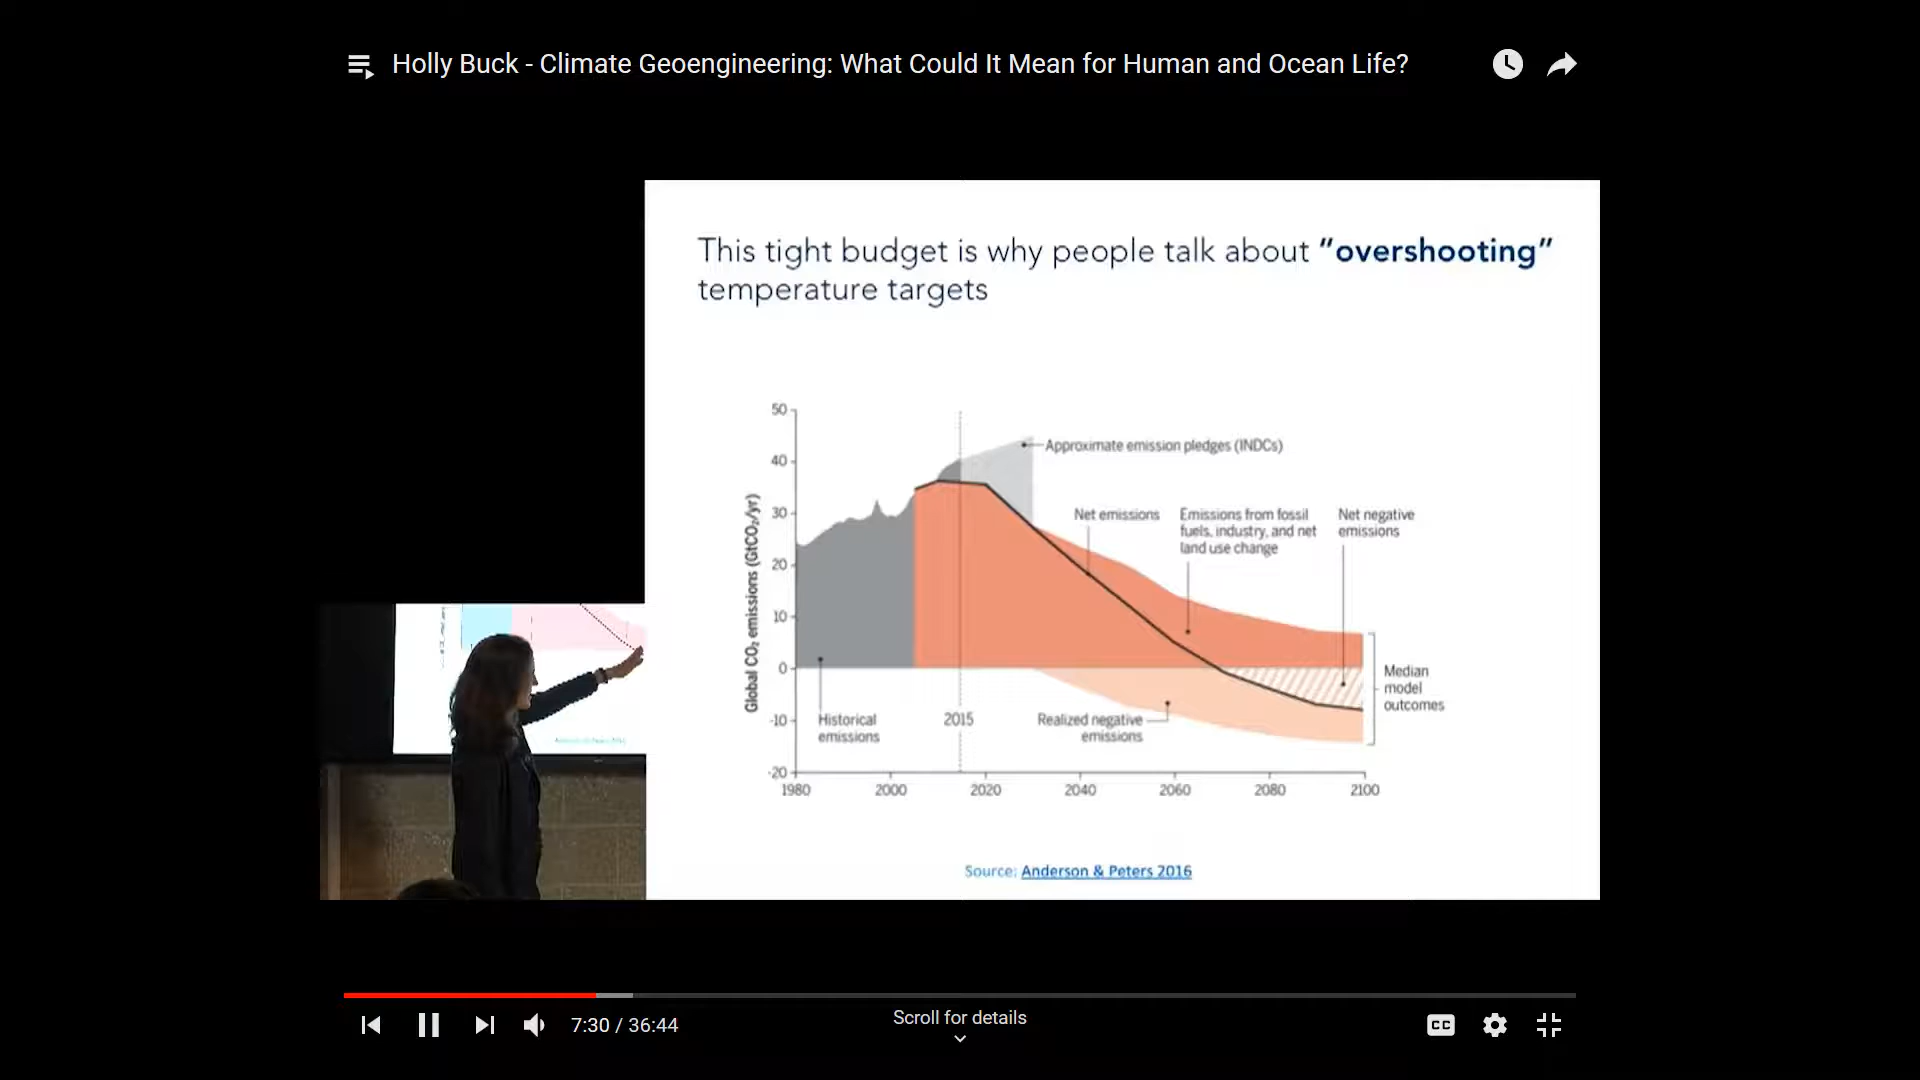 Holly Buck - Climate Geoengineering: What Could It Mean for Human and Ocean Life?
This tight budget is why people talk about “overshooting”
temperature targets
50
40
30
20
10
0
-10
-20
Global CO₂ emissions (GtCO₂/yr)
Approximate emission pledges (INDCs)
Net emissions
Emissions from fossil
fuels, industry, and net
land use change
Net negative
emissions
Median
model
outcomes
Historical
emissions
2015
Realized negative
emissions
1980 2000 2020 2040 2060 2080 2100
Source: Anderson & Peters 2016
7:30 / 36:44
Scroll for details
CC